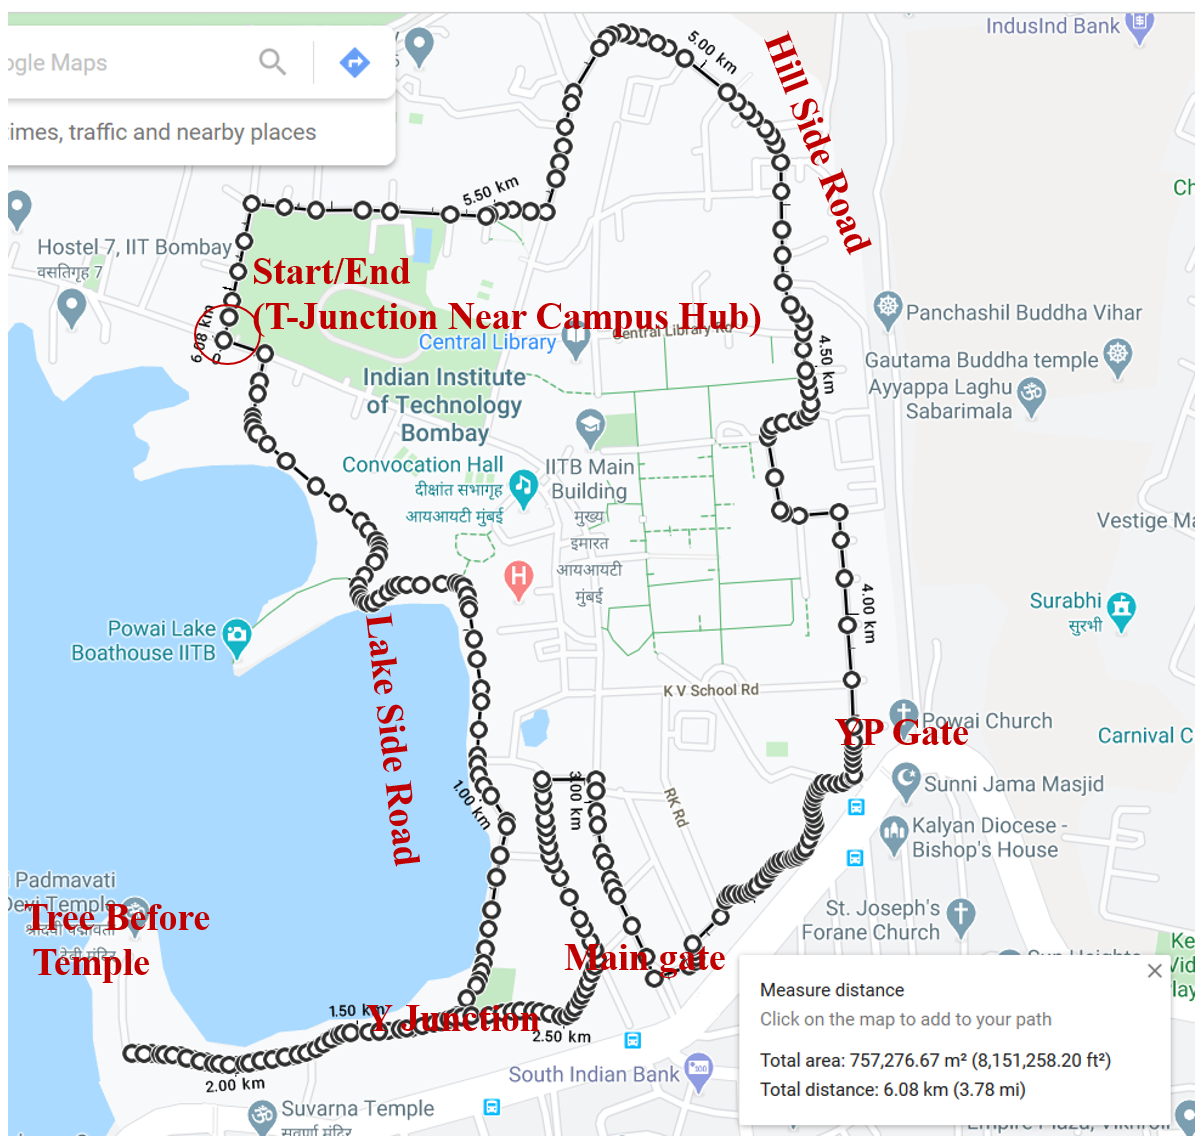 IndusInd Bank
ogle Maps
5.00 km
Hill Side Road
times, traffic and nearby places
5.50 km
Hostel 7, IIT Bombay
वसतिगृह 7
Start/End
(T-Junction Near Campus Hub)
6.08 km
Central Library Rd
Central Library
Panchashil Buddha Vihar
4.50 km
Gautama Buddha temple
Ayyappa Laghu
Sabarimala
Indian Institute
of Technology
Bombay
Convocation Hall
दीक्षांत सभागृह
आयआयटी मुंबई
IITB Main
Building
मुख्य
इमारत
आयआयटी
मुंबई
Vestige Ma
H
4.00 km
Surabhi
सुरभी
Powai Lake
Boathouse IITB
Lake Side Road
K V School Rd
Powai Church
YP Gate
Carnival C
Sunni Jama Masjid
1.00 km
3.00 km
RK Rd
Kalyan Diocese -
Bishop's House
Padmavati
Devi Temple
Tree Before
Temple
St. Joseph's
Forane Church
Main gate
1.50 km
Y Junction
2.50 km
2.00 km
South Indian Bank
Suvarna Temple
सुवर्णा मंदिर
Measure distance
Click on the map to add to your path
Total area: 757,276.67 m² (8,151,258.20 ft²)
Total distance: 6.08 km (3.78 mi)